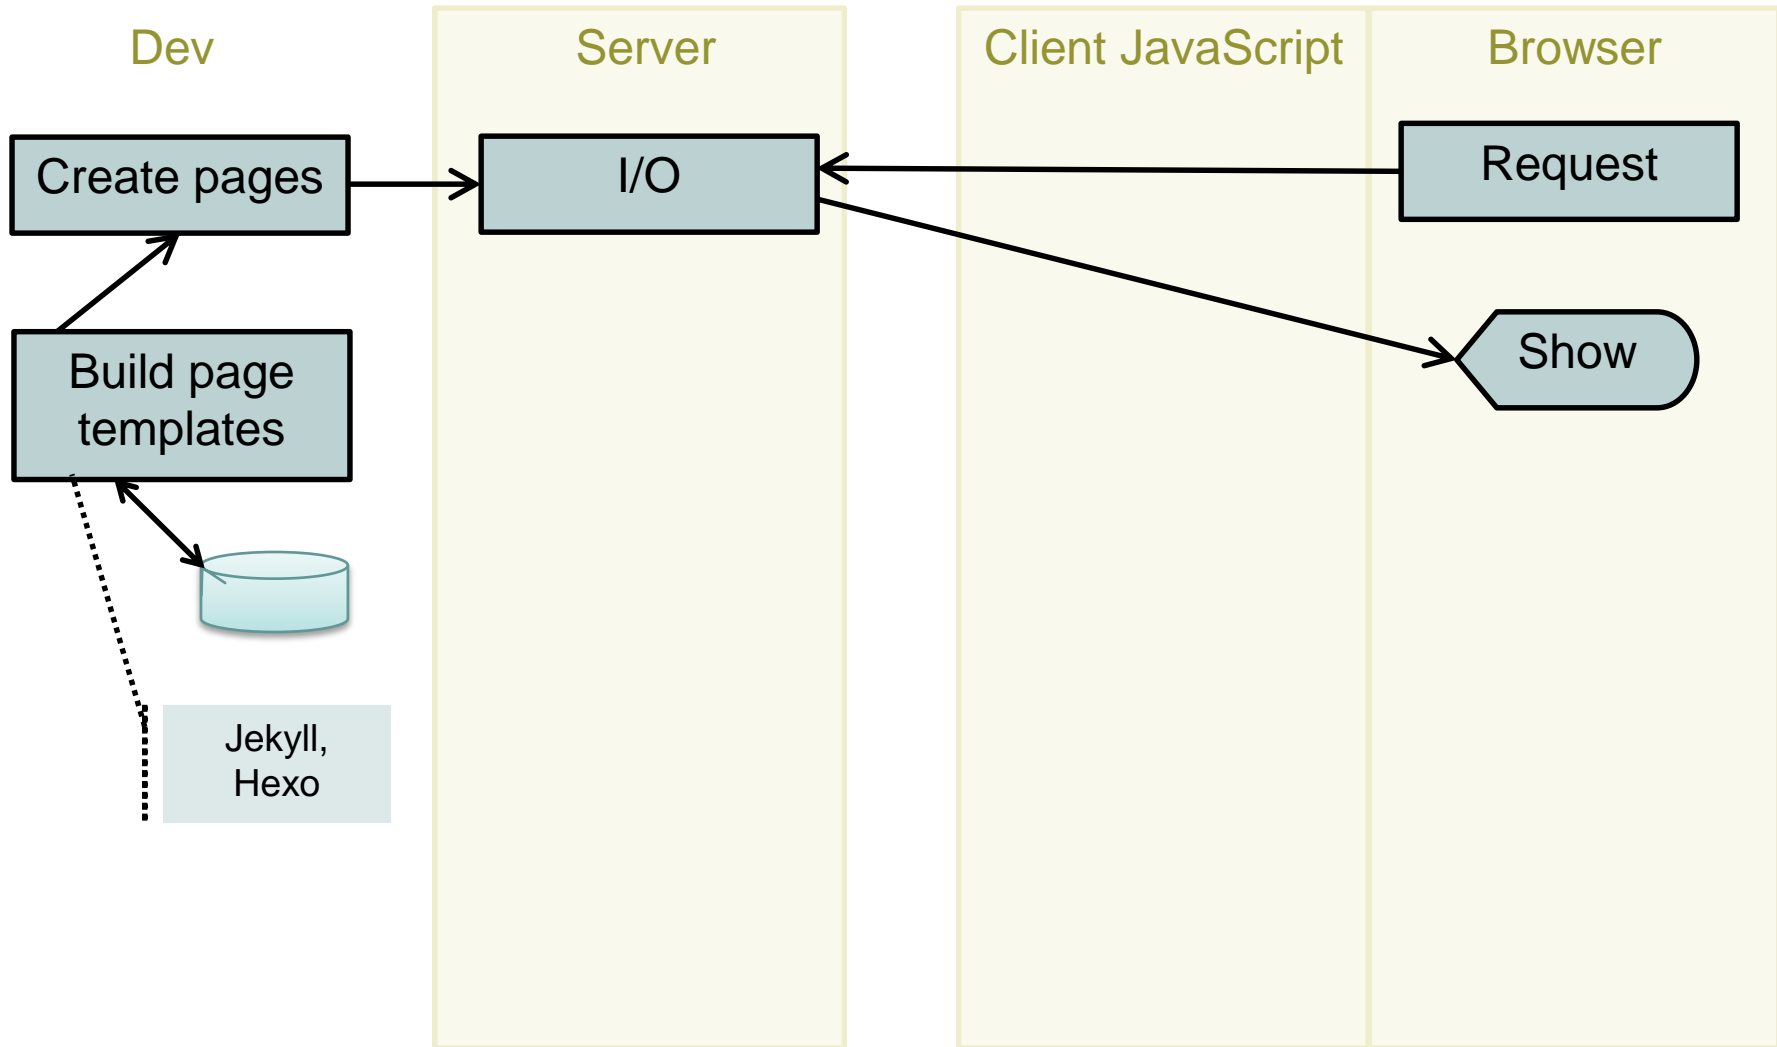 Dev
Server
Client JavaScript
Browser
Create pages
I/O
Request
Build page
templates
Show
Jekyll,
Hexo